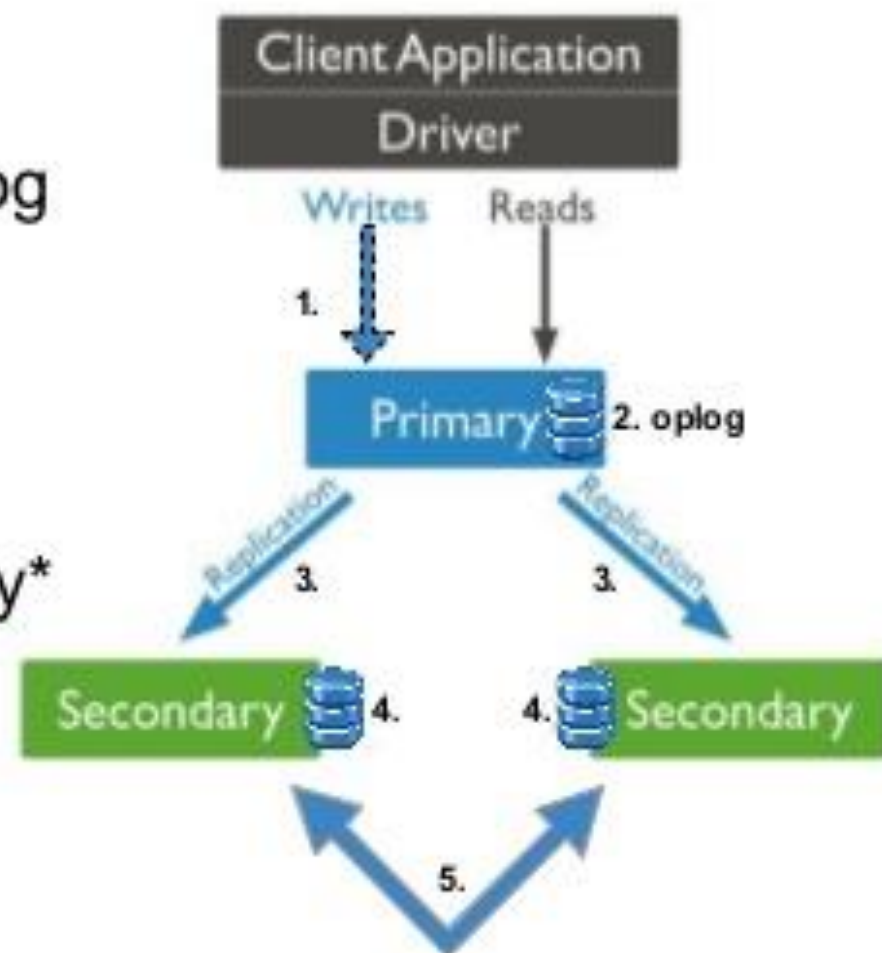 Client Application
Driver
og
Writes Reads
1.
Primary 2. oplog
Replication Replication
3. 3.
y*
Secondary 4. 4. Secondary
5.